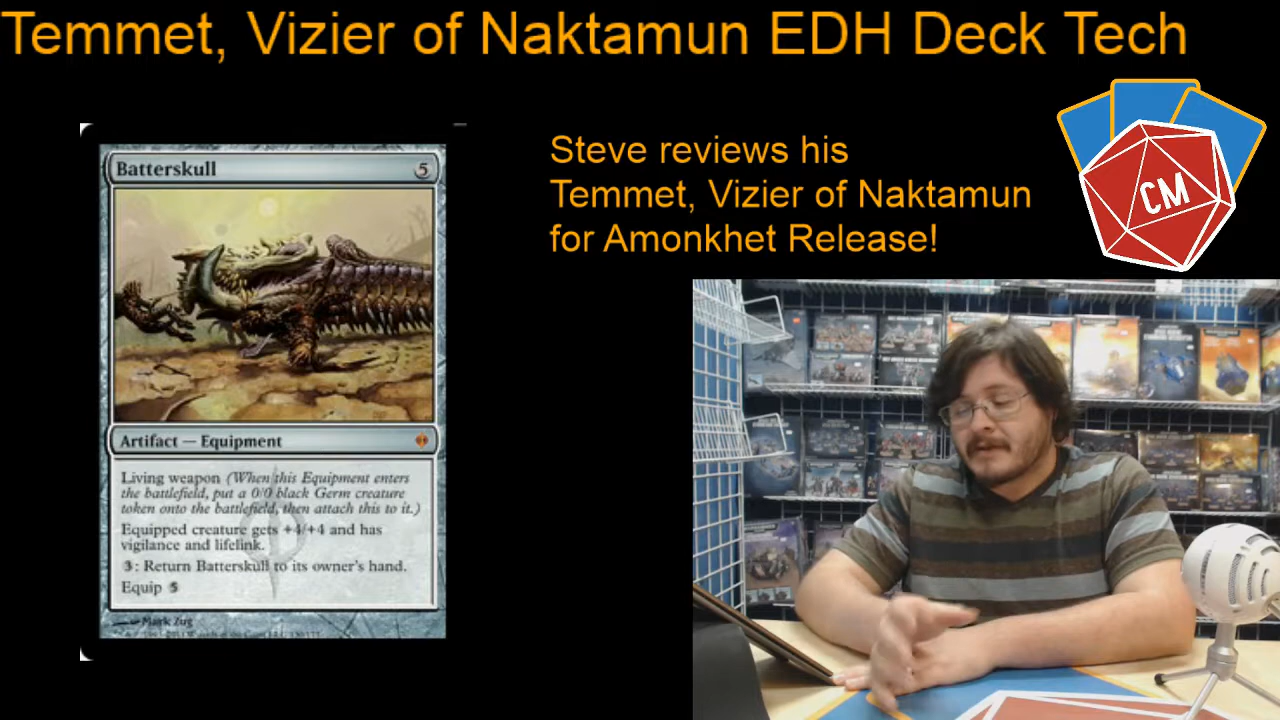 Temmet, Vizier of Naktamun EDH Deck Tech
Steve reviews his
Temmet, Vizier of Naktamun
for Amonkhet Release!
CM
Batterskull 5
Artifact — Equipment
Living weapon (When this Equipment enters
the battlefield, put a 0/0 black Germ creature
token onto the battlefield, then attach this to it.)
Equipped creature gets +4/+4 and has
vigilance and lifelink.
3: Return Batterskull to its owner's hand.
Equip 5
Mark Zug